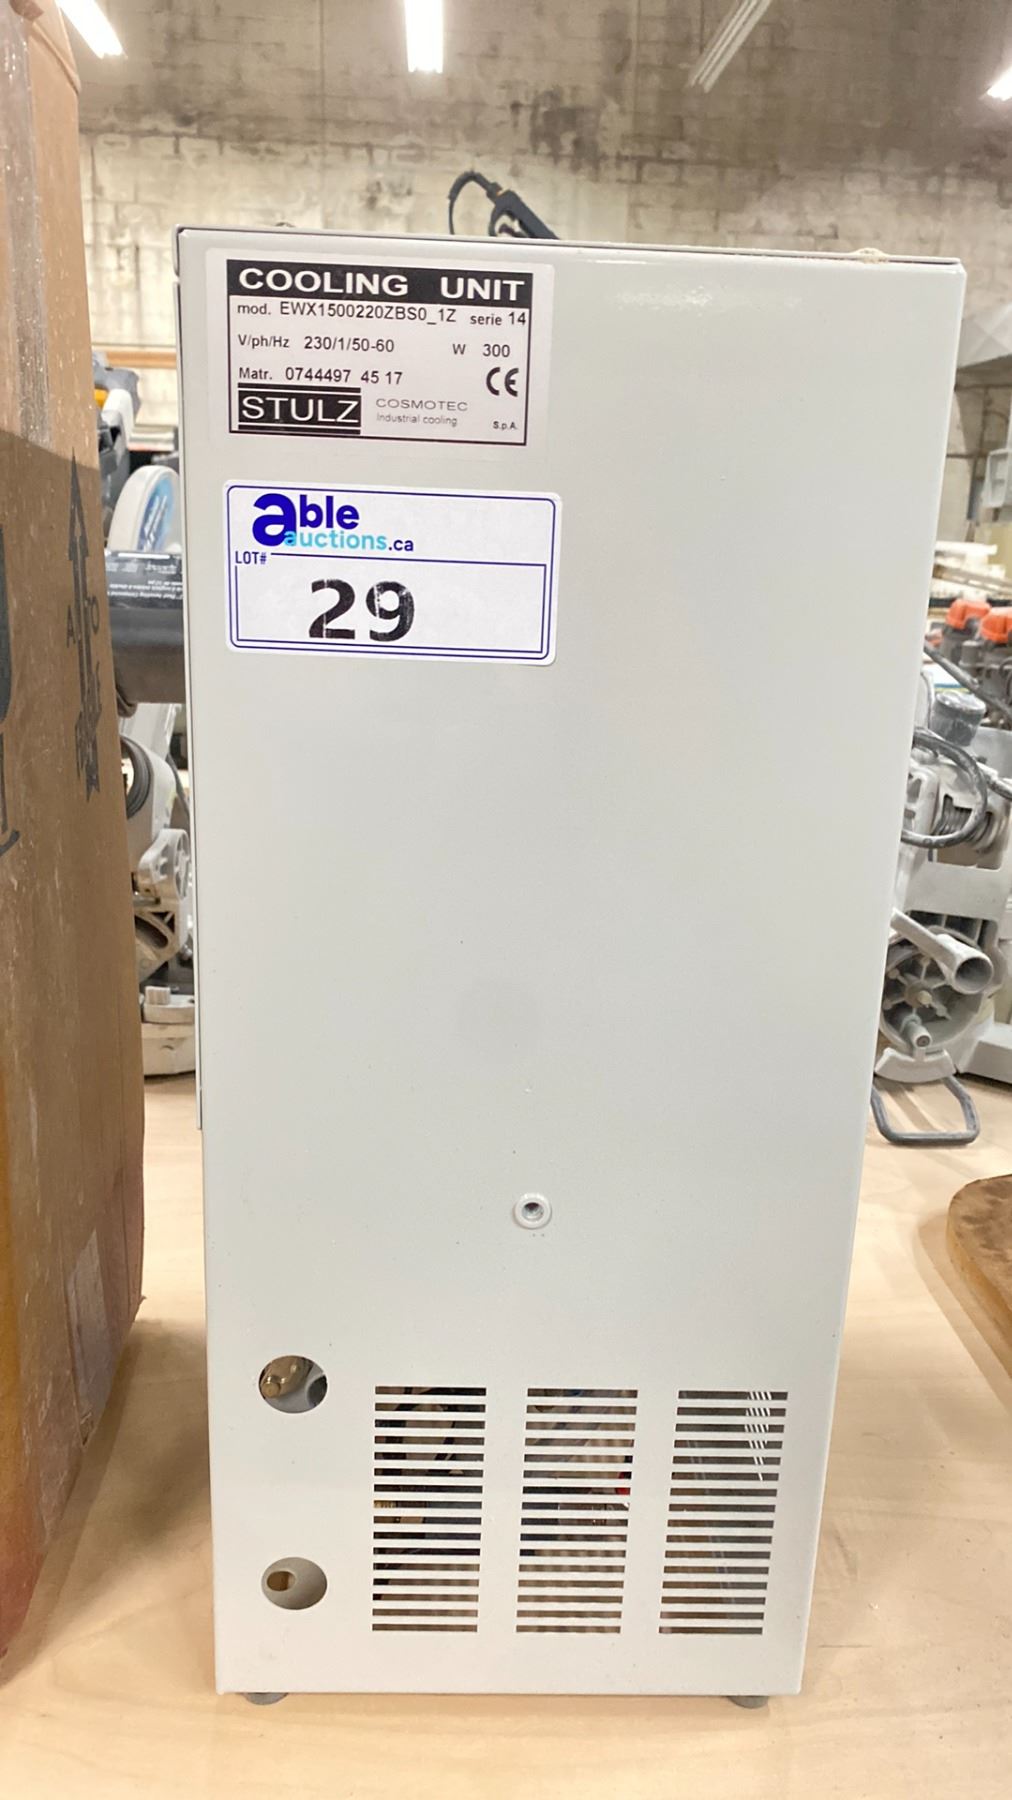 COOLING UNIT
mod. EWX1500220ZBS0_1Z serie 14
V/ph/Hz 230/1/50-60 W 300
Matr. 0744497 45 17 CE
STULZ COSMOTEC
Industrial cooling S.p.A.
able
auctions.ca
LOT#
29